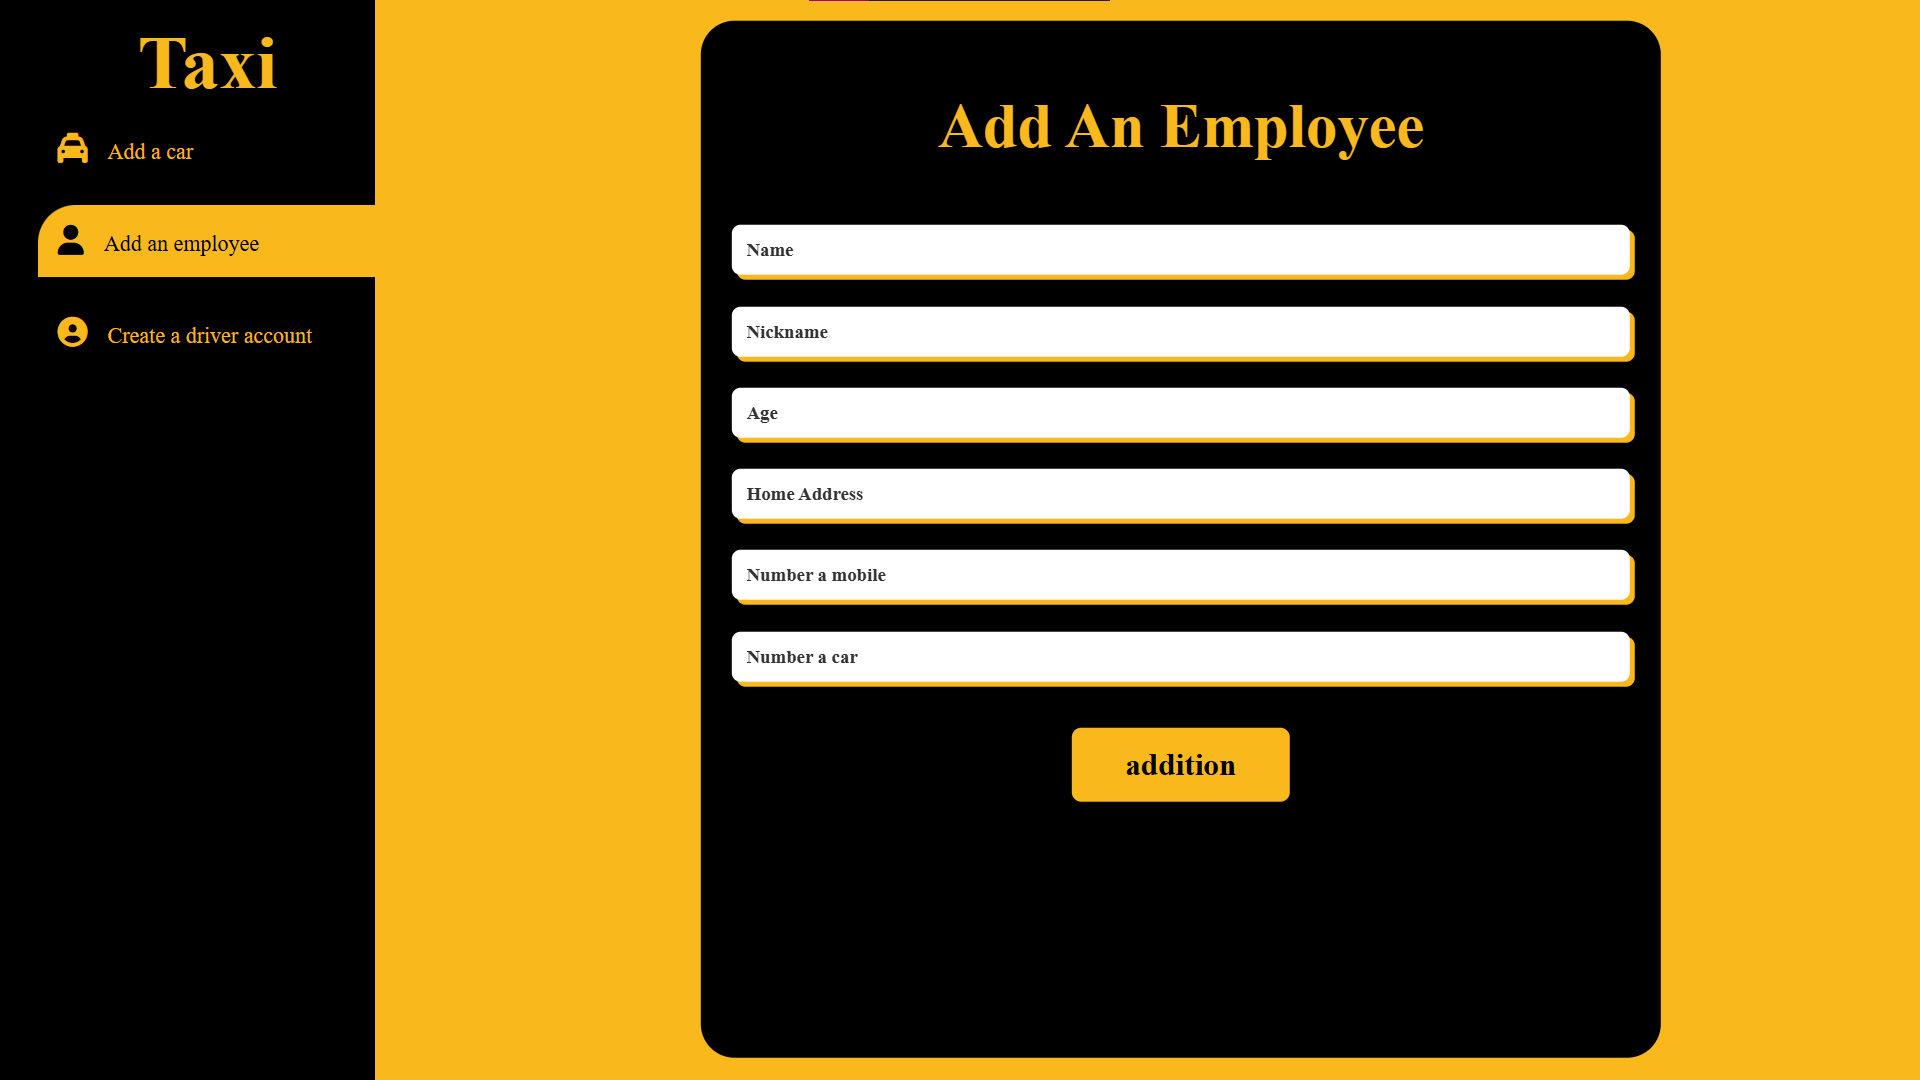 Taxi
Add a car
Add an employee
Create a driver account
Add An Employee
Name
Nickname
Age
Home Address
Number a mobile
Number a car
addition